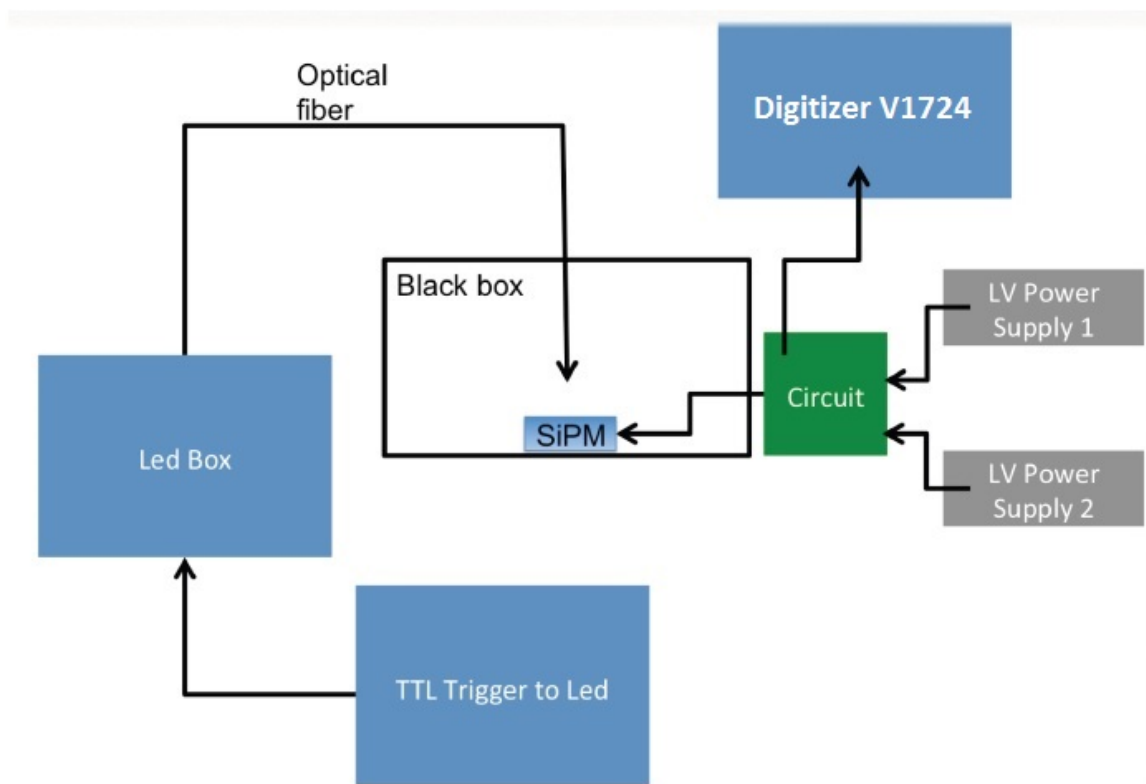 Optical
fiber
Digitizer V1724
Black box
LV Power
Supply 1
Circuit
SiPM
Led Box
LV Power
Supply 2
TTL Trigger to Led